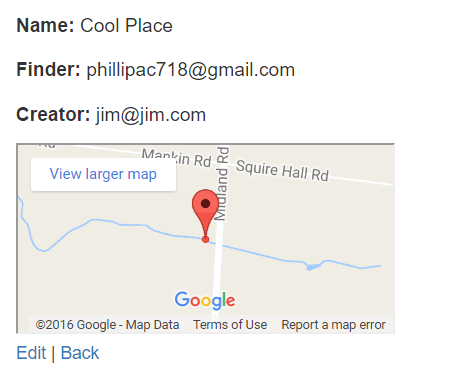 Name: Cool Place
Finder: phillipac718@gmail.com
Creator: jim@jim.com
Rd
Mankin Rd
Squire Hall Rd
View larger map
Midland Rd
Google
©2016 Google - Map Data
Terms of Use
Report a map error
Edit | Back